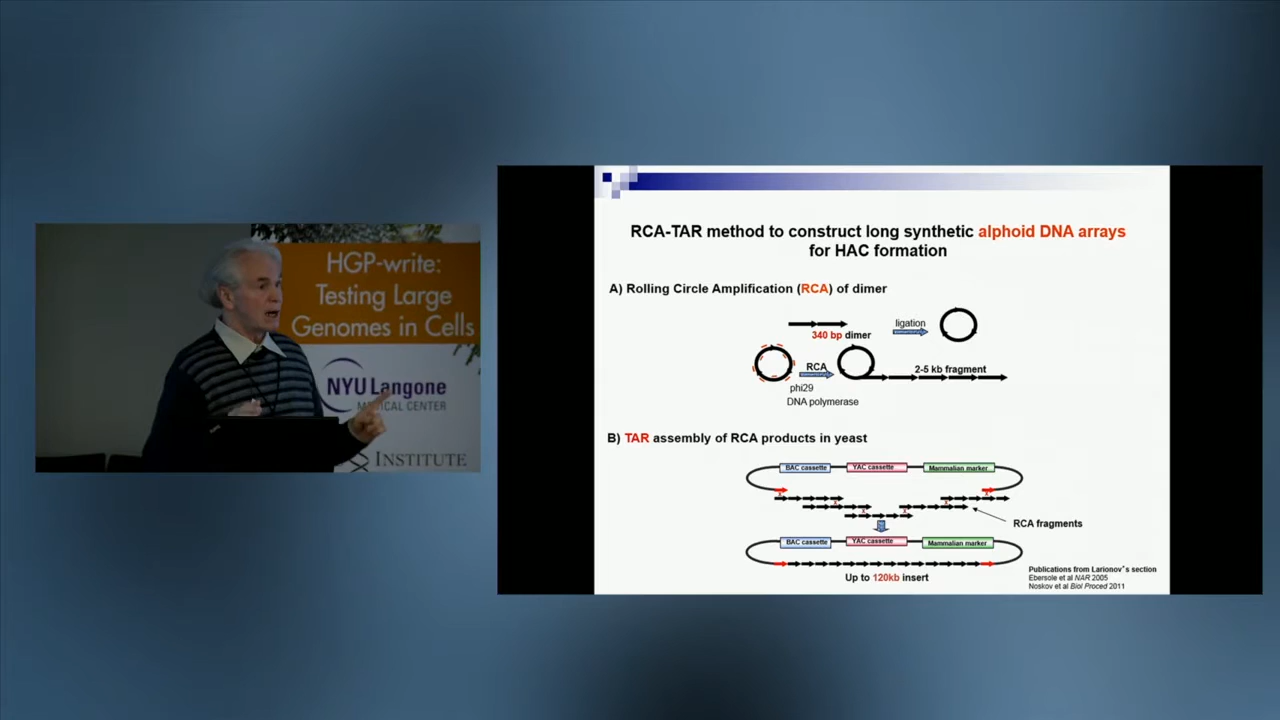 HGP-write:
Testing Large
Genomes in Cells
NYU Langone
MEDICAL CENTER
INSTITUTE
RCA-TAR method to construct long synthetic alphoid DNA arrays
for HAC formation
A) Rolling Circle Amplification (RCA) of dimer
340 bp dimer
ligation
RCA
phi29
DNA polymerase
2-5 kb fragment
B) TAR assembly of RCA products in yeast
BAC cassette YAC cassette Mammalian marker
x x
x x
x
RCA fragments
BAC cassette YAC cassette Mammalian marker
Up to 120kb insert
Publications from Larionov's section
Ebersole et al NAR 2005
Noskov et al Biol Proced 2011